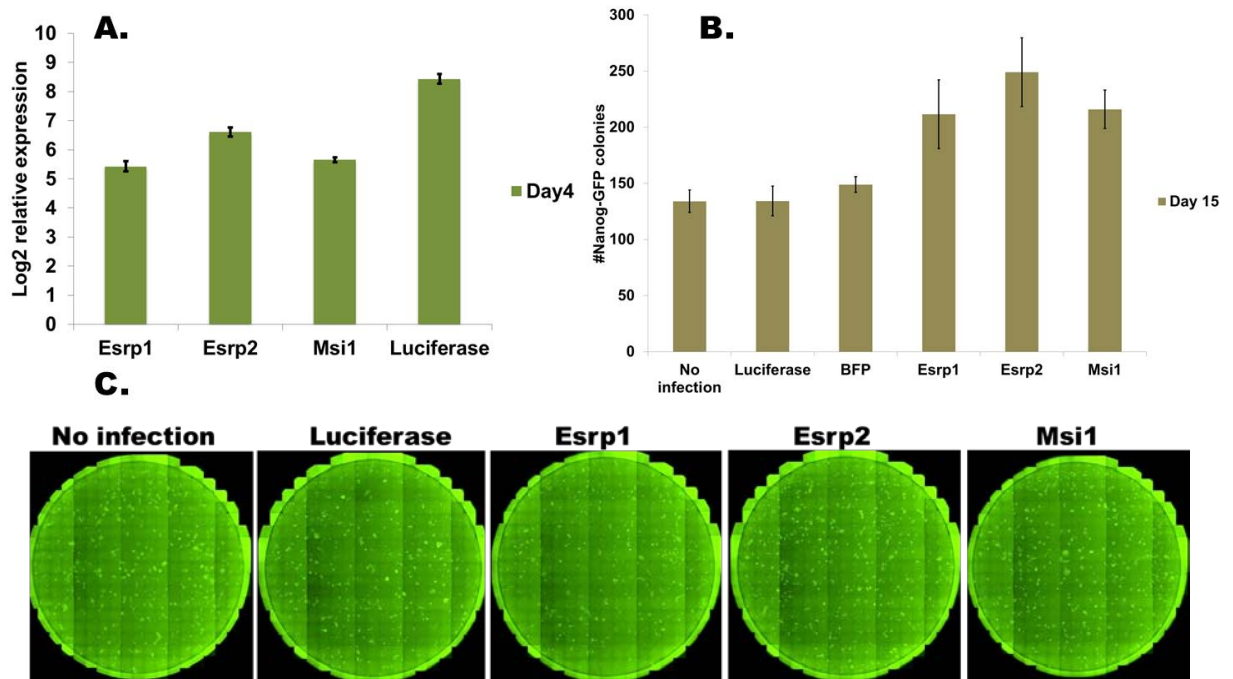 A.
Log2 relative expression
10
9
8
7
6
5
4
3
2
1
0
Esrp1 Esrp2 Msi1 Luciferase
Day4
B.
#Nanog-GFP colonies
300
250
200
150
100
50
0
No infection Luciferase BFP Esrp1 Esrp2 Msi1
Day 15
C.
No infection Luciferase Esrp1 Esrp2 Msi1